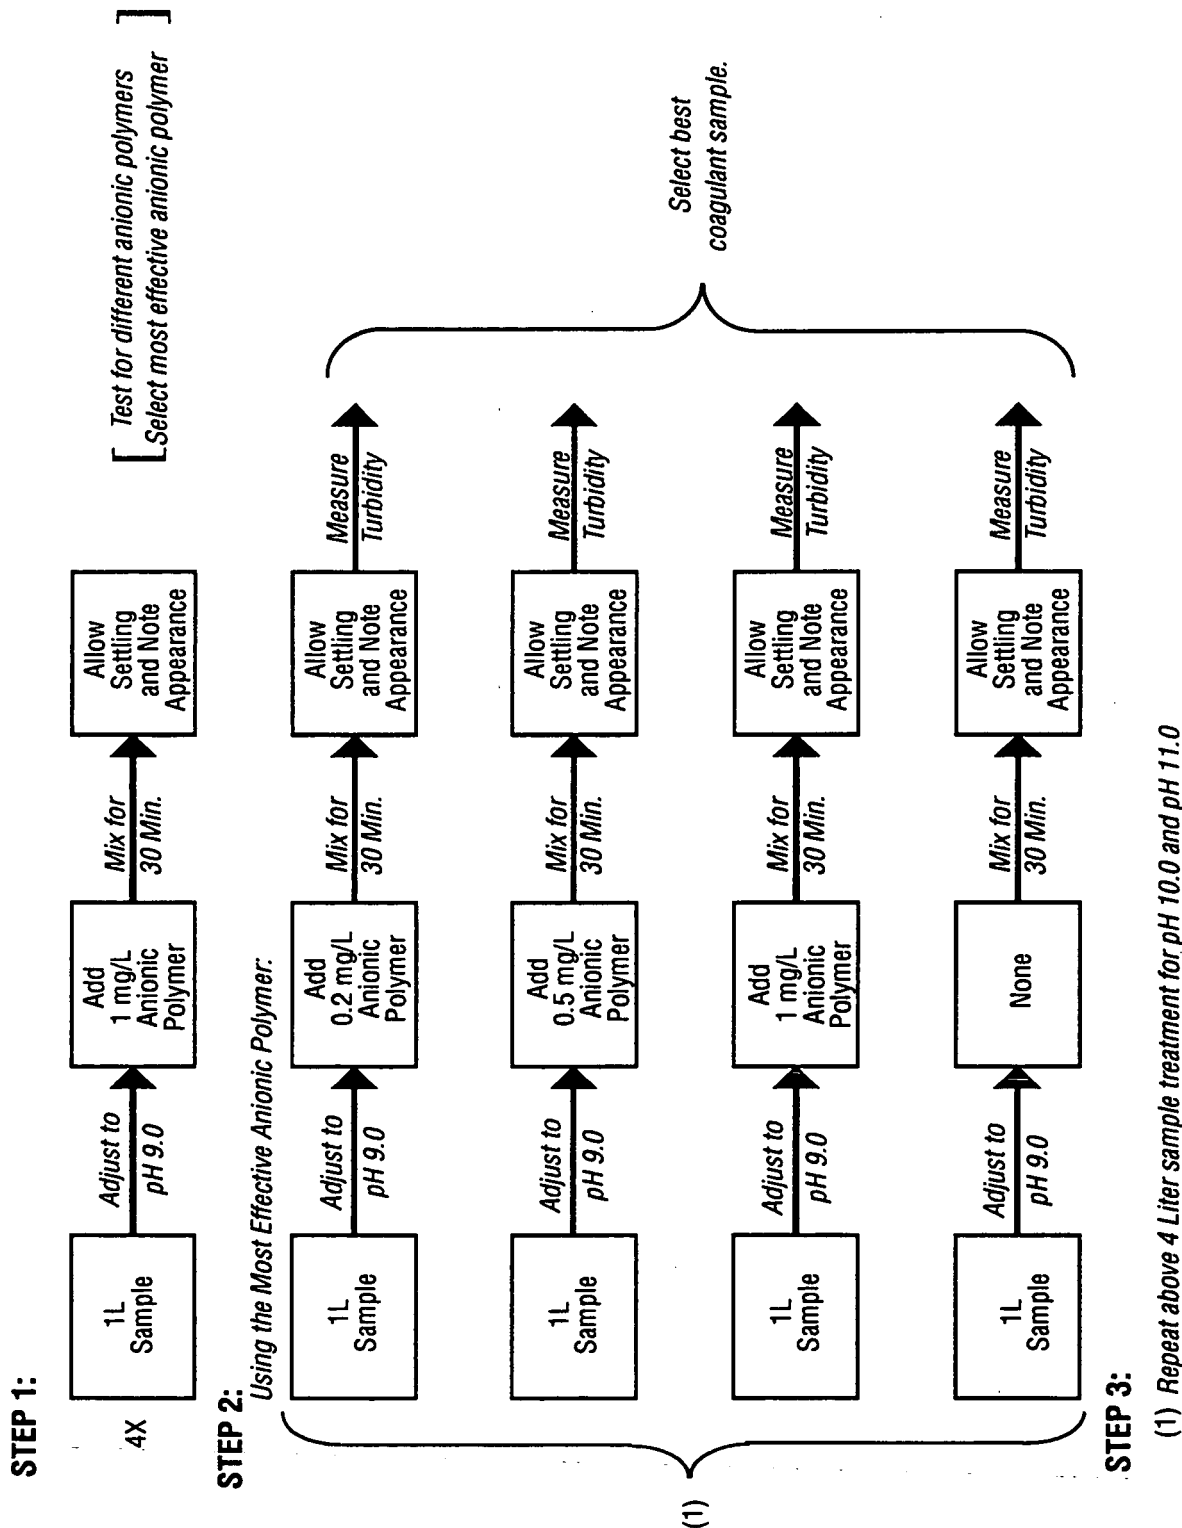 STEP 1:
4X
1L
Sample
Adjust to
pH 9.0
Add
1 mg/L
Anionic
Polymer
Mix for
30 Min.
Allow
Settling
and Note
Appearance
[ Test for different anionic polymers ]
Select most effective anionic polymer
STEP 2:
Using the Most Effective Anionic Polymer:
(1)
1L
Sample
Adjust to
pH 9.0
Add
0.2 mg/L
Anionic
Polymer
Mix for
30 Min.
Allow
Settling
and Note
Appearance
Measure
Turbidity
1L
Sample
Adjust to
pH 9.0
Add
0.5 mg/L
Anionic
Polymer
Mix for
30 Min.
Allow
Settling
and Note
Appearance
Measure
Turbidity
1L
Sample
Adjust to
pH 9.0
Add
1 mg/L
Anionic
Polymer
Mix for
30 Min.
Allow
Settling
and Note
Appearance
Measure
Turbidity
1L
Sample
Adjust to
pH 9.0
None
Mix for
30 Min.
Allow
Settling
and Note
Appearance
Measure
Turbidity
Select best
coagulant sample.
STEP 3:
(1) Repeat above 4 Liter sample treatment for pH 10.0 and pH 11.0